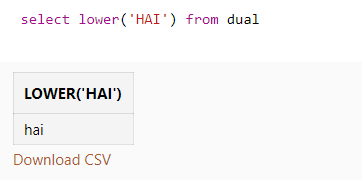 select lower('HAI') from dual
LOWER('HAI')
hai
Download CSV